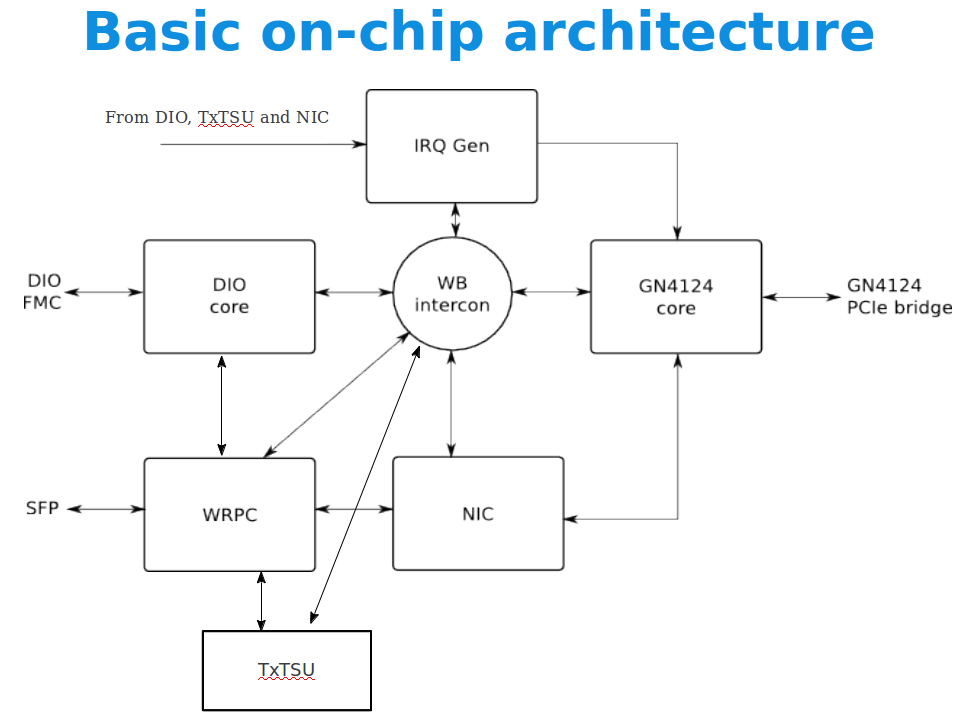 Basic on-chip architecture
From DIO, TxTSU and NIC
IRQ Gen
DIO
FMC
DIO
core
WB
intercon
GN4124
core
GN4124
PCIe bridge
SFP
WRPC
NIC
TxTSU